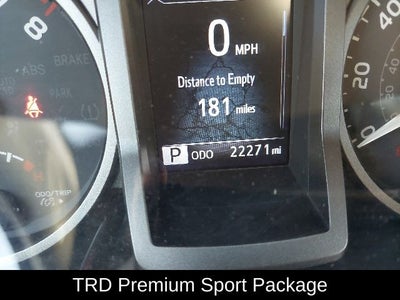 8
ABS
BRAKE
PARK
0 MPH
Distance to Empty
181 miles
P ODO 22271 mi
ODO/TRIP
40
20
0
TRD Premium Sport Package